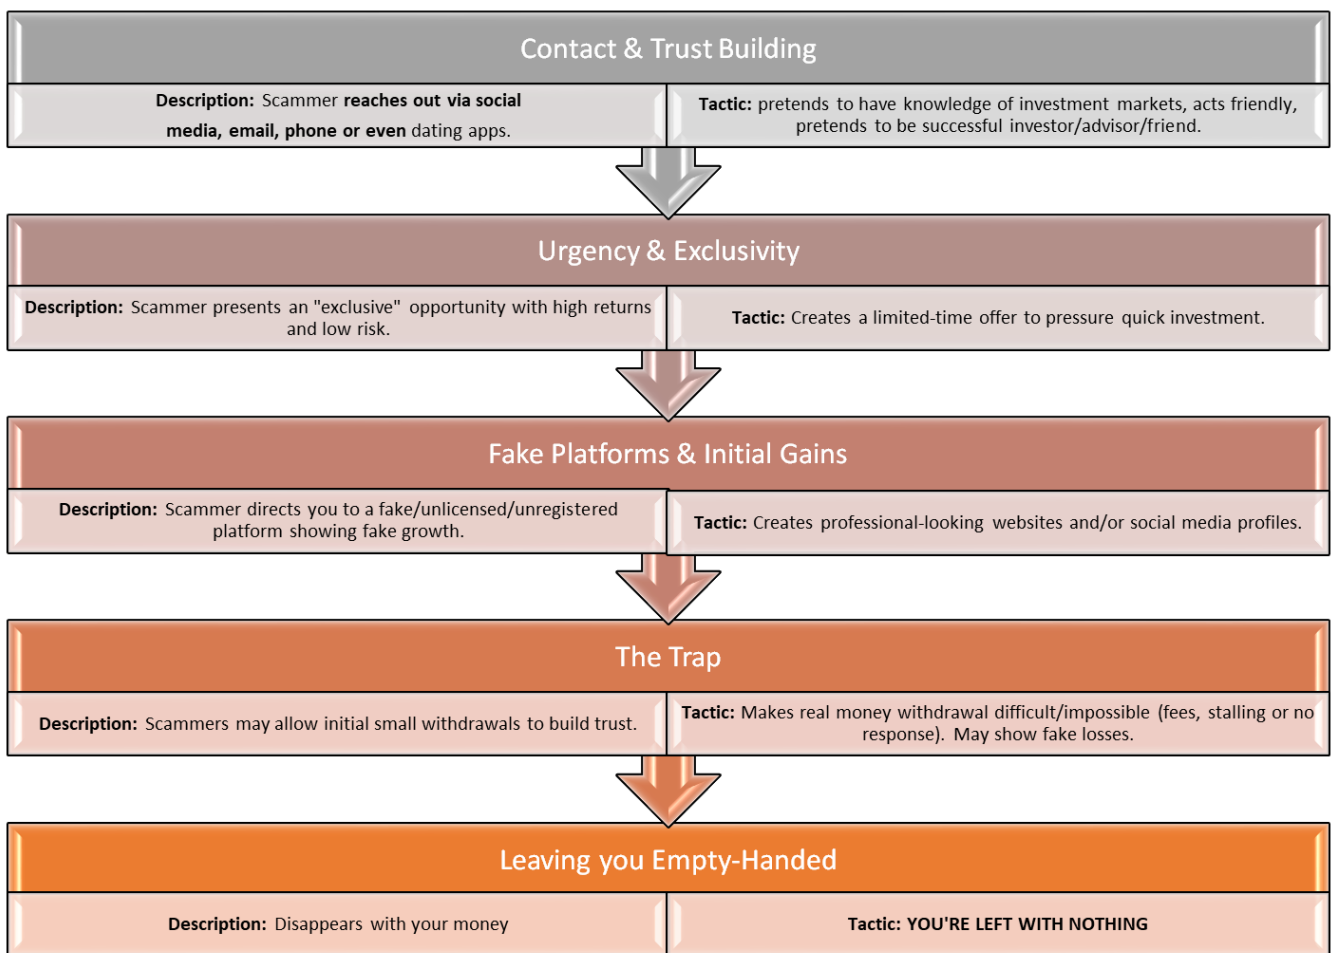 Contact & Trust Building
Description: Scammer reaches out via social
media, email, phone or even dating apps.
Tactic: pretends to have knowledge of investment markets, acts friendly,
pretends to be successful investor/advisor/friend.
Urgency & Exclusivity
Description: Scammer presents an "exclusive" opportunity with high returns
and low risk.
Tactic: Creates a limited-time offer to pressure quick investment.
Fake Platforms & Initial Gains
Description: Scammer directs you to a fake/unlicensed/unregistered
platform showing fake growth.
Tactic: Creates professional-looking websites and/or social media profiles.
The Trap
Description: Scammers may allow initial small withdrawals to build trust.
Tactic: Makes real money withdrawal difficult/impossible (fees, stalling or no
response). May show fake losses.
Leaving you Empty-Handed
Description: Disappears with your money
Tactic: YOU'RE LEFT WITH NOTHING